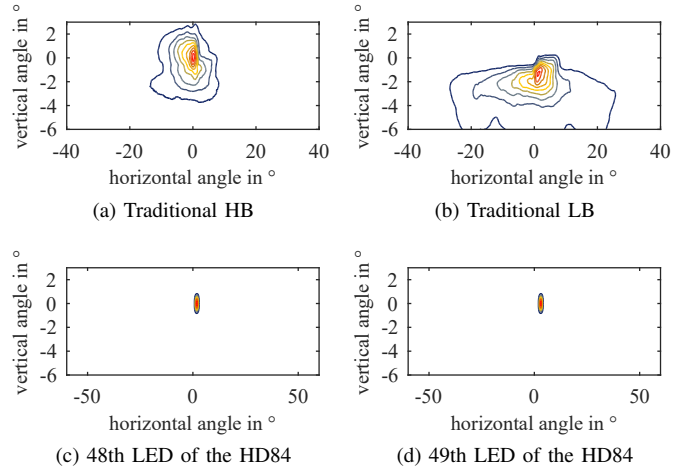 vertical angle in °
2
0
-2
-4
-6
-40 -20 0 20 40
horizontal angle in °
(a) Traditional HB
vertical angle in °
2
0
-2
-4
-6
-40 -20 0 20 40
horizontal angle in °
(b) Traditional LB
vertical angle in °
2
0
-2
-4
-6
-50 0 50
horizontal angle in °
(c) 48th LED of the HD84
vertical angle in °
2
0
-2
-4
-6
-50 0 50
horizontal angle in °
(d) 49th LED of the HD84